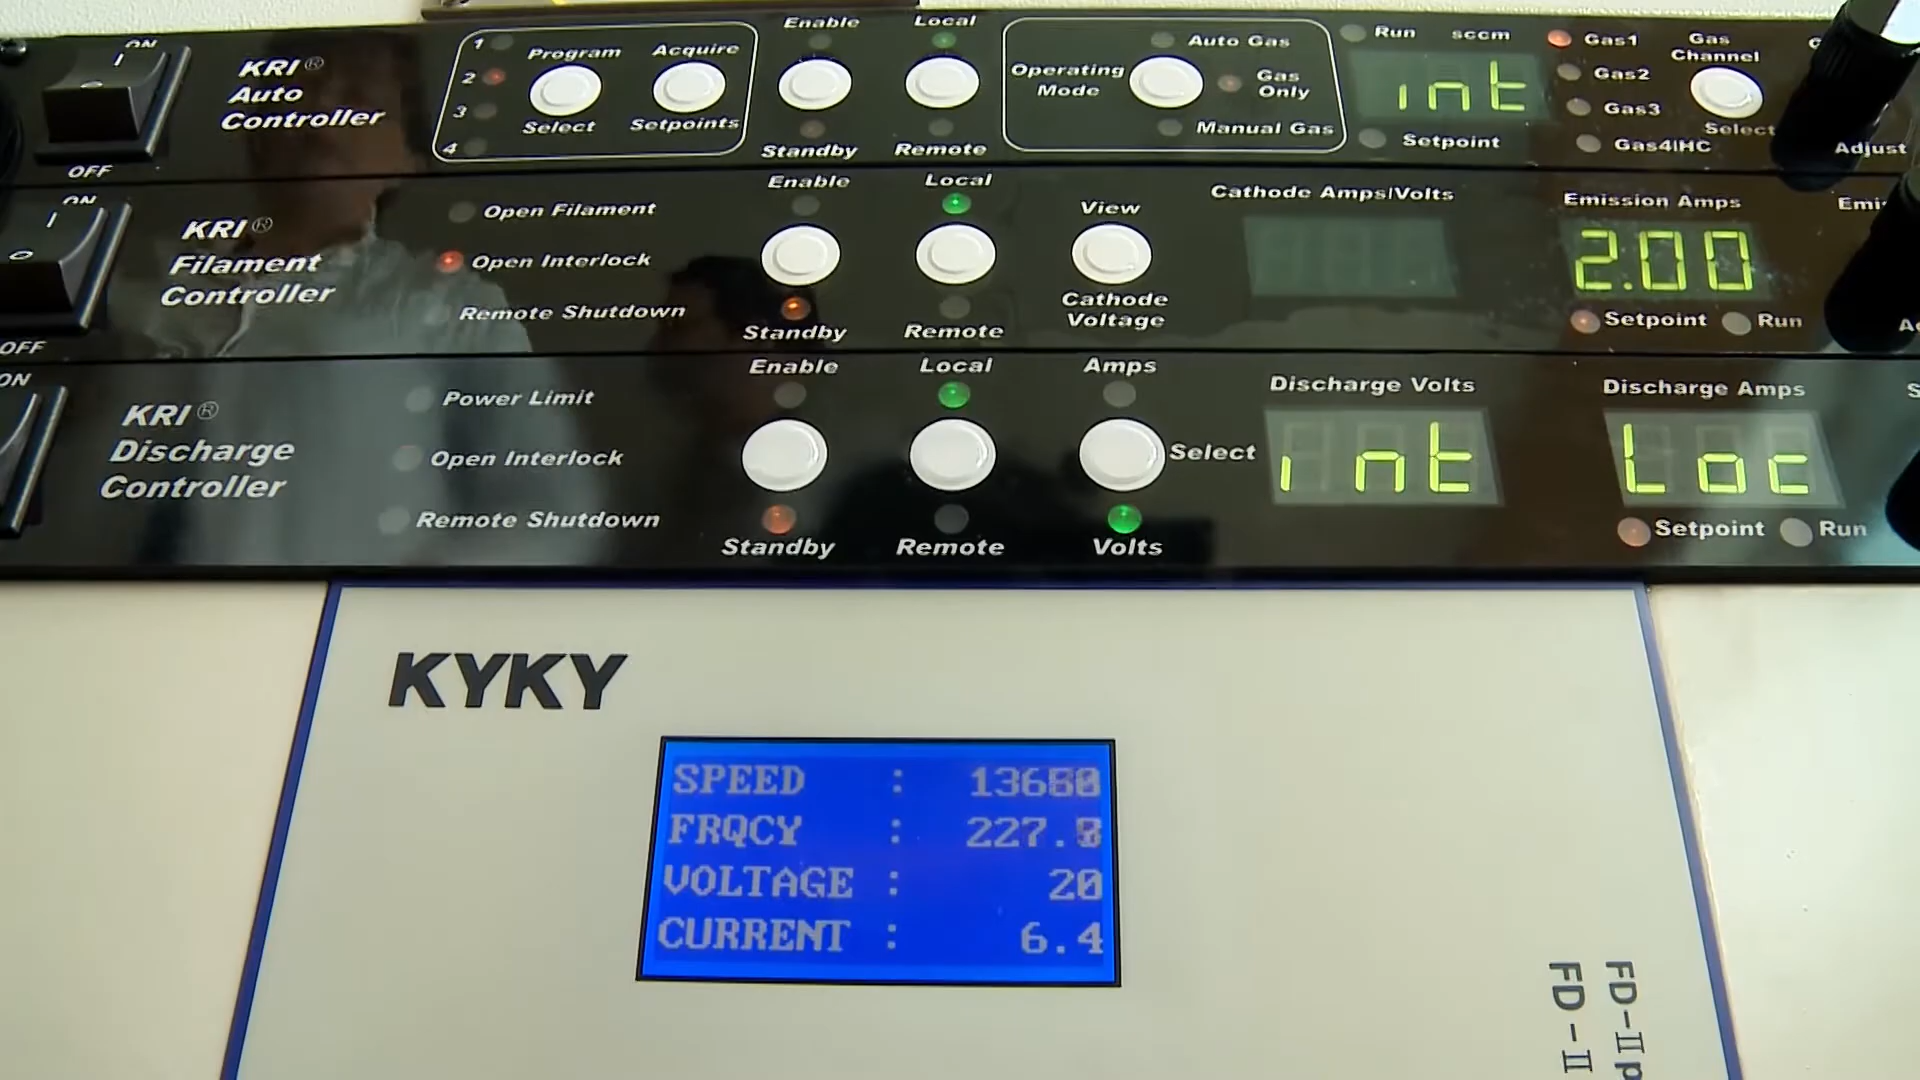 ON
OFF
KRI®
Auto
Controller
1
2
3
4
Program
Select
Acquire
Setpoints
Enable
Standby
Local
Remote
Operating
Mode
Auto Gas
Gas
Only
Manual Gas
Run
sccm
int
Setpoint
Gas1
Gas2
Gas3
Gas4/HC
Gas
Channel
Select
Adjust
ON
OFF
KRI®
Filament
Controller
Open Filament
Open Interlock
Remote Shutdown
Enable
Standby
Local
Remote
View
Cathode
Voltage
Cathode Amps/Volts
Emission Amps
2.00
Setpoint
Run
ON
KRI®
Discharge
Controller
Power Limit
Open Interlock
Remote Shutdown
Enable
Standby
Local
Remote
Amps
Select
Volts
Discharge Volts
int
Discharge Amps
Loc
Setpoint
Run
KYKY
SPEED :
FRQCY :
VOLTAGE : 20
CURRENT : 6.4
FD-II